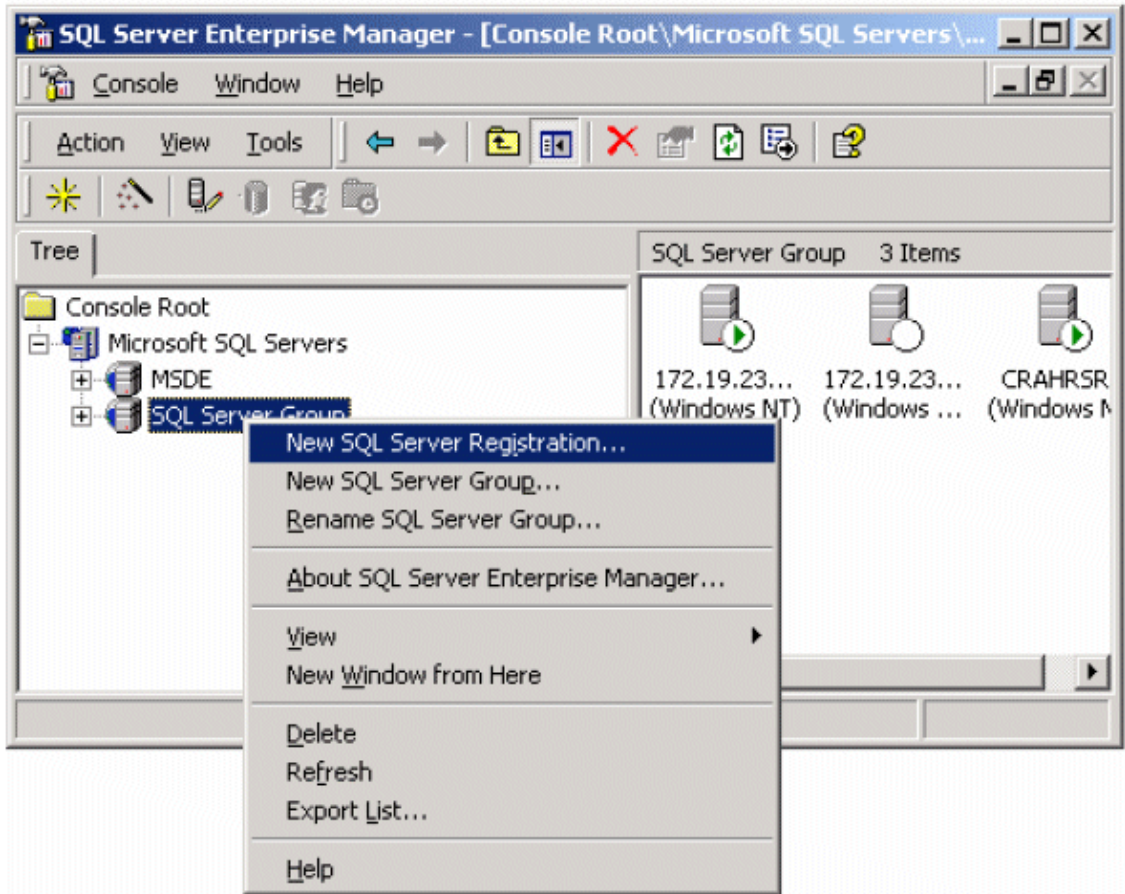 SQL Server Enterprise Manager - [Console Root\Microsoft SQL Servers\...
Console Window Help
Action View Tools
Tree
SQL Server Group 3 Items
Console Root
Microsoft SQL Servers
MSDE
SQL Server Group
172.19.23... 172.19.23... CRAHRSR
(Windows NT) (Windows ... (Windows N
New SQL Server Registration...
New SQL Server Group...
Rename SQL Server Group...
About SQL Server Enterprise Manager...
View
New Window from Here
Delete
Refresh
Export List...
Help